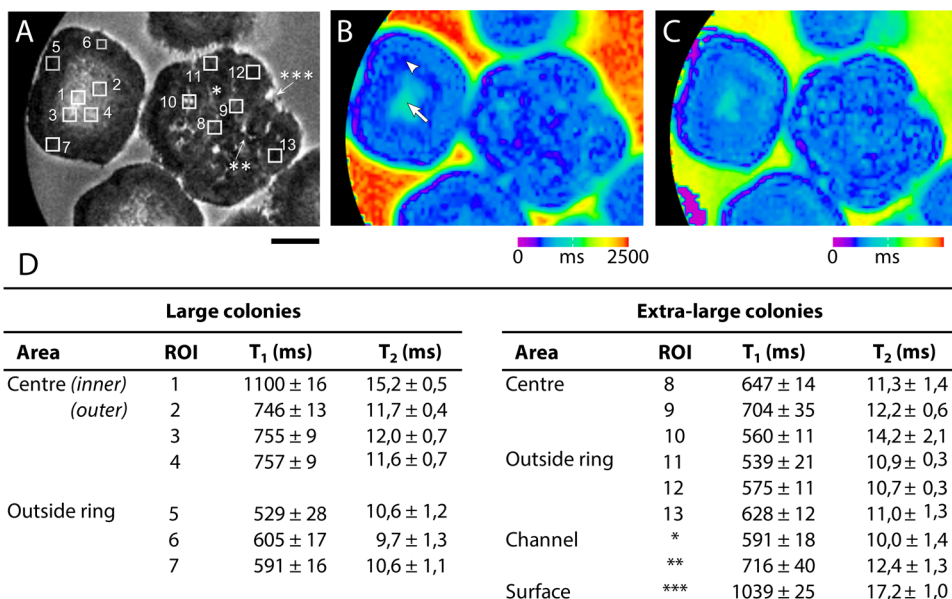 A
B
C
5
6
11
12
***
1
2
*
10
9
3
4
8
7
13
**
0 ms 2500
0 ms
D
Large colonies
Area ROI T1 (ms) T2 (ms)
Centre (inner) 1 1100 ± 16 15,2 ± 0,5
(outer) 2 746 ± 13 11,7 ± 0,4
3 755 ± 9 12,0 ± 0,7
4 757 ± 9 11,6 ± 0,7
Outside ring 5 529 ± 28 10,6 ± 1,2
6 605 ± 17 9,7 ± 1,3
7 591 ± 16 10,6 ± 1,1
Extra-large colonies
Area ROI T1 (ms) T2 (ms)
Centre 8 647 ± 14 11,3 ± 1,4
9 704 ± 35 12,2 ± 0,6
10 560 ± 11 14,2 ± 2,1
Outside ring 11 539 ± 21 10,9 ± 0,3
12 575 ± 11 10,7 ± 0,3
13 628 ± 12 11,0 ± 1,3
Channel * 591 ± 18 10,0 ± 1,4
** 716 ± 40 12,4 ± 1,3
Surface *** 1039 ± 25 17,2 ± 1,0